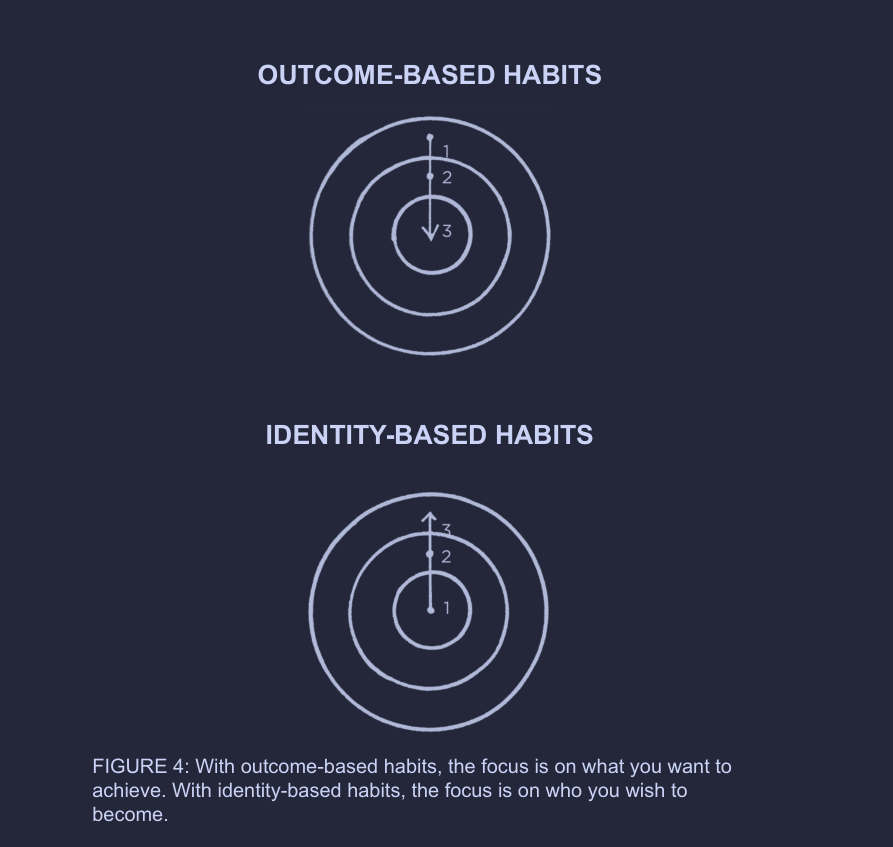 OUTCOME-BASED HABITS
1
2
3
IDENTITY-BASED HABITS
3
2
1
FIGURE 4: With outcome-based habits, the focus is on what you want to
achieve. With identity-based habits, the focus is on who you wish to
become.